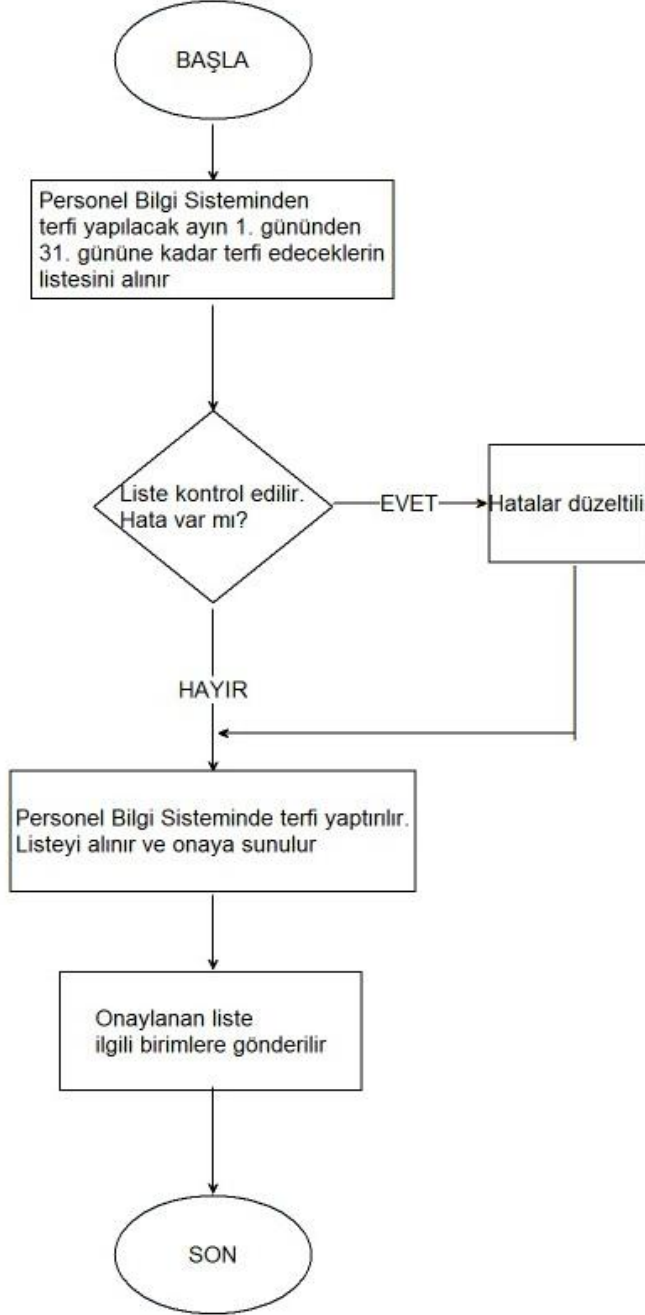 BAŞLA
Personel Bilgi Sisteminden
terfi yapılacak ayın 1. gününden
31. gününe kadar terfi edeceklerin
listesini alınır
Liste kontrol edilir.
Hata var mı?
EVET
Hatalar düzeltili
HAYIR
Personel Bilgi Sisteminde terfi yaptırılır.
Listeyi alınır ve onaya sunulur
Onaylanan liste
ilgili birimlere gönderilir
SON